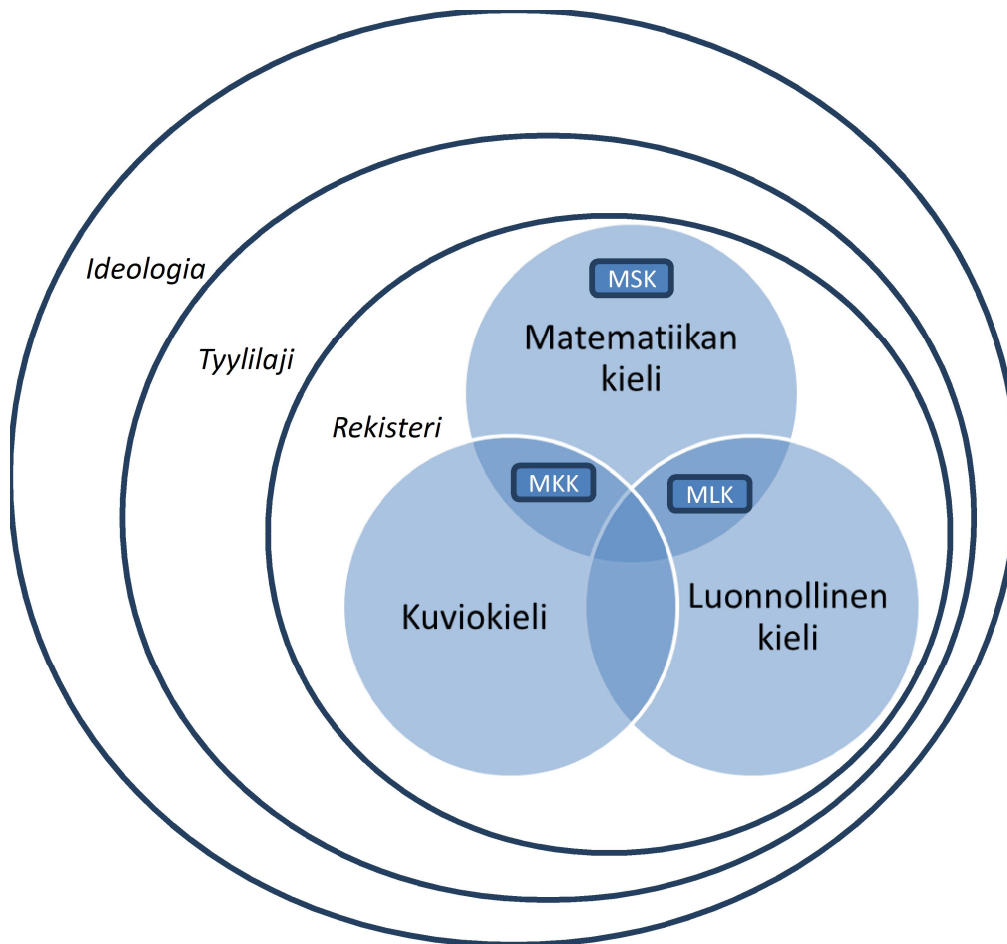 Ideologia
Tyylilaji
Rekisteri
MSK
Matematiikan
kieli
MKK
MLK
Kuviokieli
Luonnollinen
kieli